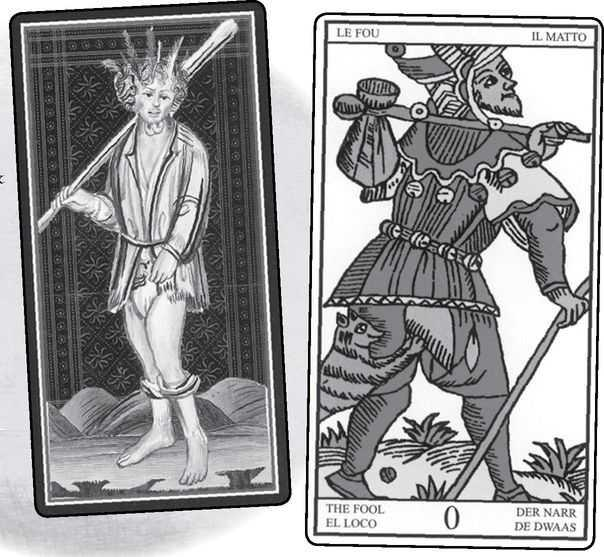 LE FOU
IL MATTO
THE FOOL
EL LOCO
0
DER NARR
DE DWAAS